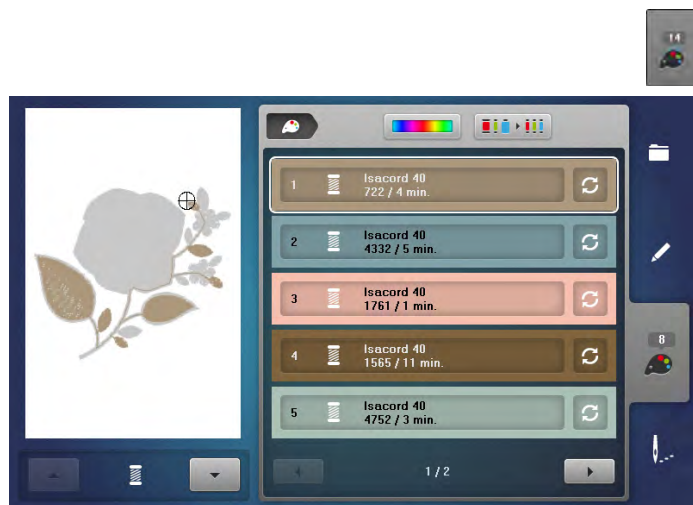 14
1
Isacord 40
722 / 4 min.
2
Isacord 40
4332 / 5 min.
3
Isacord 40
1761 / 1 min.
8
4
Isacord 40
1565 / 11 min.
5
Isacord 40
4752 / 3 min.
1 / 2